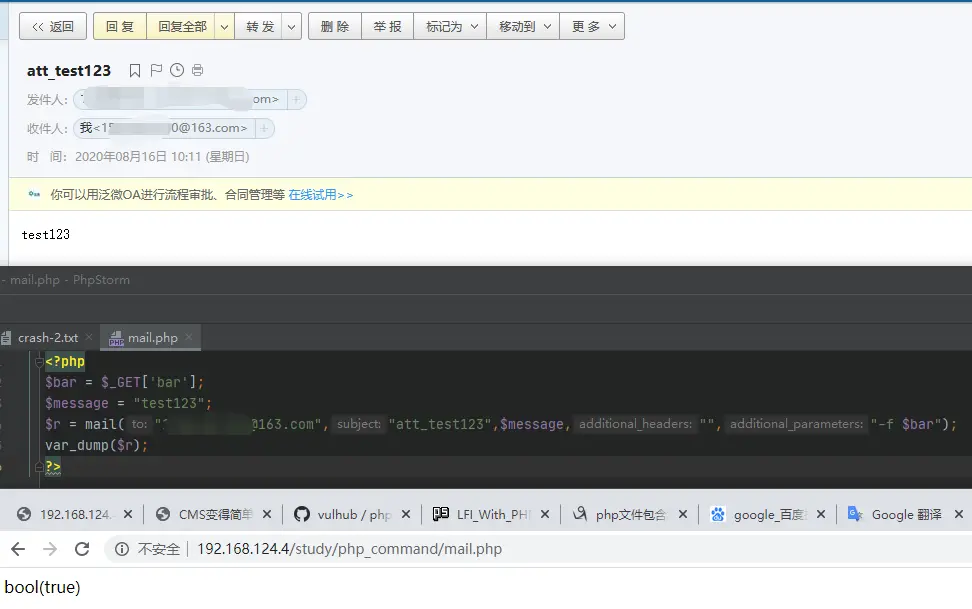 << 返回 回 复 回复全部 转 发 删 除 举 报 标记为 移动到 更 多
att_test123
发件人: om> +
收件人: 我<15 0@163.com> +
时 间: 2020年08月16日 10:11 (星期日)
你可以用泛微OA进行流程审批、合同管理等 在线试用>>
test123
- mail.php - PhpStorm
crash-2.txt × mail.php ×
<?php
$bar = $_GET['bar'];
$message = "test123";
$r = mail( to: " @163.com", subject: "att_test123",$message, additional_headers: "", additional_parameters: "-f $bar");
var_dump($r);
?>
192.168.124. × CMS变得简单 × vulhub / php × LFI_With_PH × php文件包含 × google_百度 × Google 翻译 ×
不安全 | 192.168.124.4/study/php_command/mail.php
bool(true)